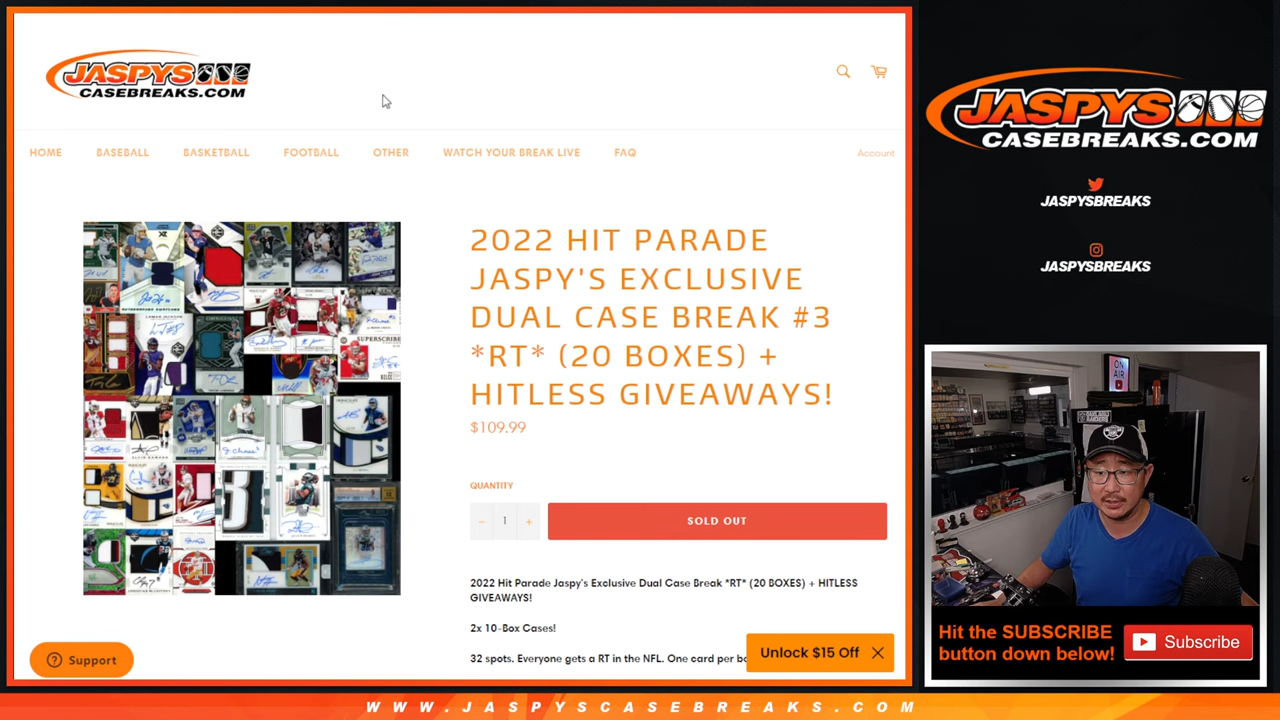 JASPYS
CASEBREAKS.COM
HOME
BASEBALL
BASKETBALL
FOOTBALL
OTHER
WATCH YOUR BREAK LIVE
FAQ
Account
2022 HIT PARADE
JASPY'S EXCLUSIVE
DUAL CASE BREAK #3
*RT* (20 BOXES) +
HITLESS GIVEAWAYS!
$109.99
QUANTITY
− 1 +
SOLD OUT
2022 Hit Parade Jaspy's Exclusive Dual Case Break *RT* (20 BOXES) + HITLESS
GIVEAWAYS!
2x 10-Box Cases!
32 spots. Everyone gets a RT in the NFL. One card per bo
Support
Unlock $15 Off
JASPYS
CASEBREAKS.COM
JASPYSBREAKS
JASPYSBREAKS
ON
AIR
Hit the SUBSCRIBE
button down below!
Subscribe
WWW.JASPYSCASEBREAKS.COM